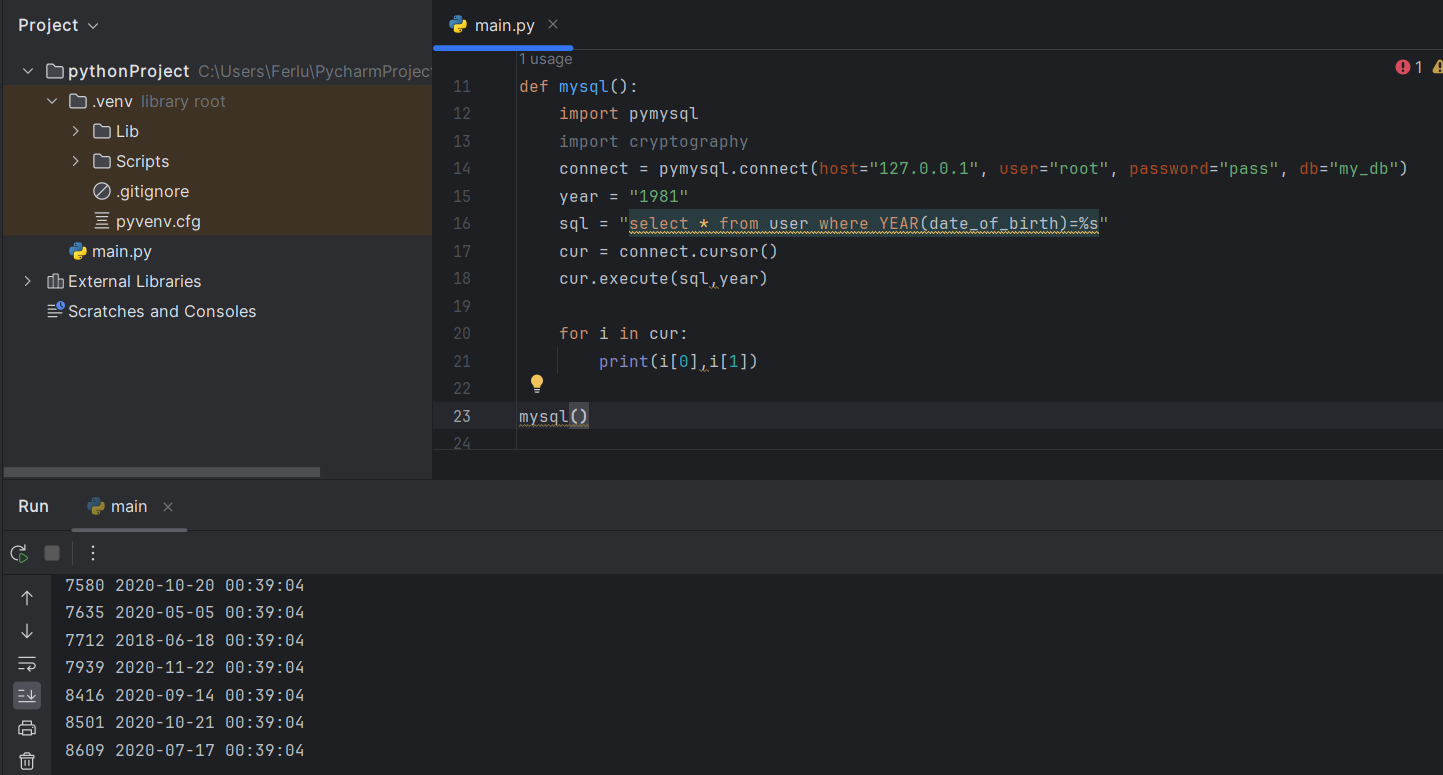 Project
pythonProject C:\Users\Ferlu\PycharmProject
.venv library root
Lib
Scripts
.gitignore
pyvenv.cfg
main.py
External Libraries
Scratches and Consoles
main.py
1 usage
1
11 def mysql():
12 import pymysql
13 import cryptography
14 connect = pymysql.connect(host="127.0.0.1", user="root", password="pass", db="my_db")
15 year = "1981"
16 sql = "select * from user where YEAR(date_of_birth)=%s"
17 cur = connect.cursor()
18 cur.execute(sql,year)
19
20 for i in cur:
21 print(i[0],i[1])
22
23 mysql()
24
Run main
7580 2020-10-20 00:39:04
7635 2020-05-05 00:39:04
7712 2018-06-18 00:39:04
7939 2020-11-22 00:39:04
8416 2020-09-14 00:39:04
8501 2020-10-21 00:39:04
8609 2020-07-17 00:39:04